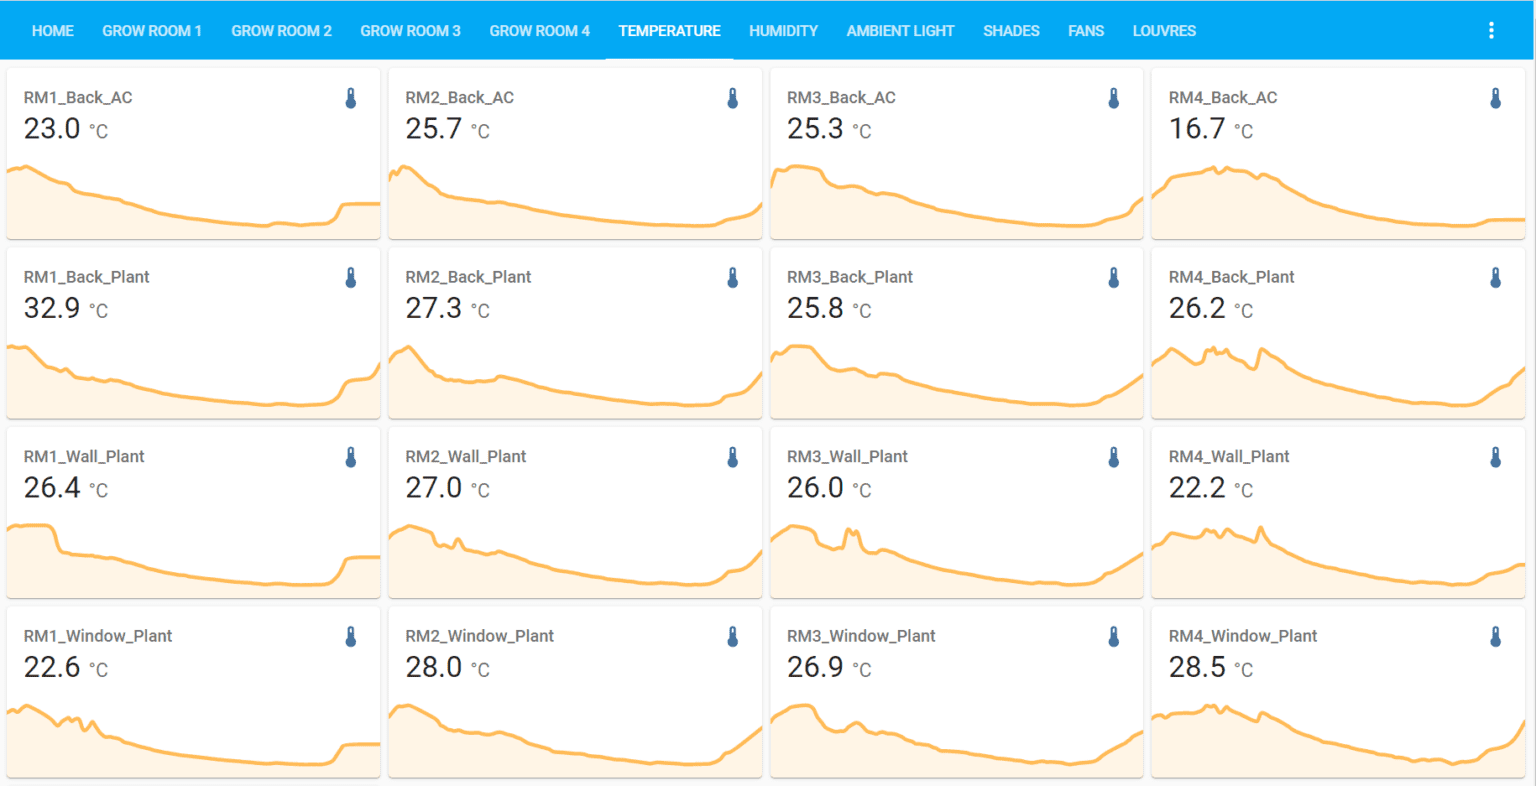 HOME GROW ROOM 1 GROW ROOM 2 GROW ROOM 3 GROW ROOM 4 TEMPERATURE HUMIDITY AMBIENT LIGHT SHADES FANS LOUVRES
RM1_Back_AC
23.0 °C
RM2_Back_AC
25.7 °C
RM3_Back_AC
25.3 °C
RM4_Back_AC
16.7 °C
RM1_Back_Plant
32.9 °C
RM2_Back_Plant
27.3 °C
RM3_Back_Plant
25.8 °C
RM4_Back_Plant
26.2 °C
RM1_Wall_Plant
26.4 °C
RM2_Wall_Plant
27.0 °C
RM3_Wall_Plant
26.0 °C
RM4_Wall_Plant
22.2 °C
RM1_Window_Plant
22.6 °C
RM2_Window_Plant
28.0 °C
RM3_Window_Plant
26.9 °C
RM4_Window_Plant
28.5 °C